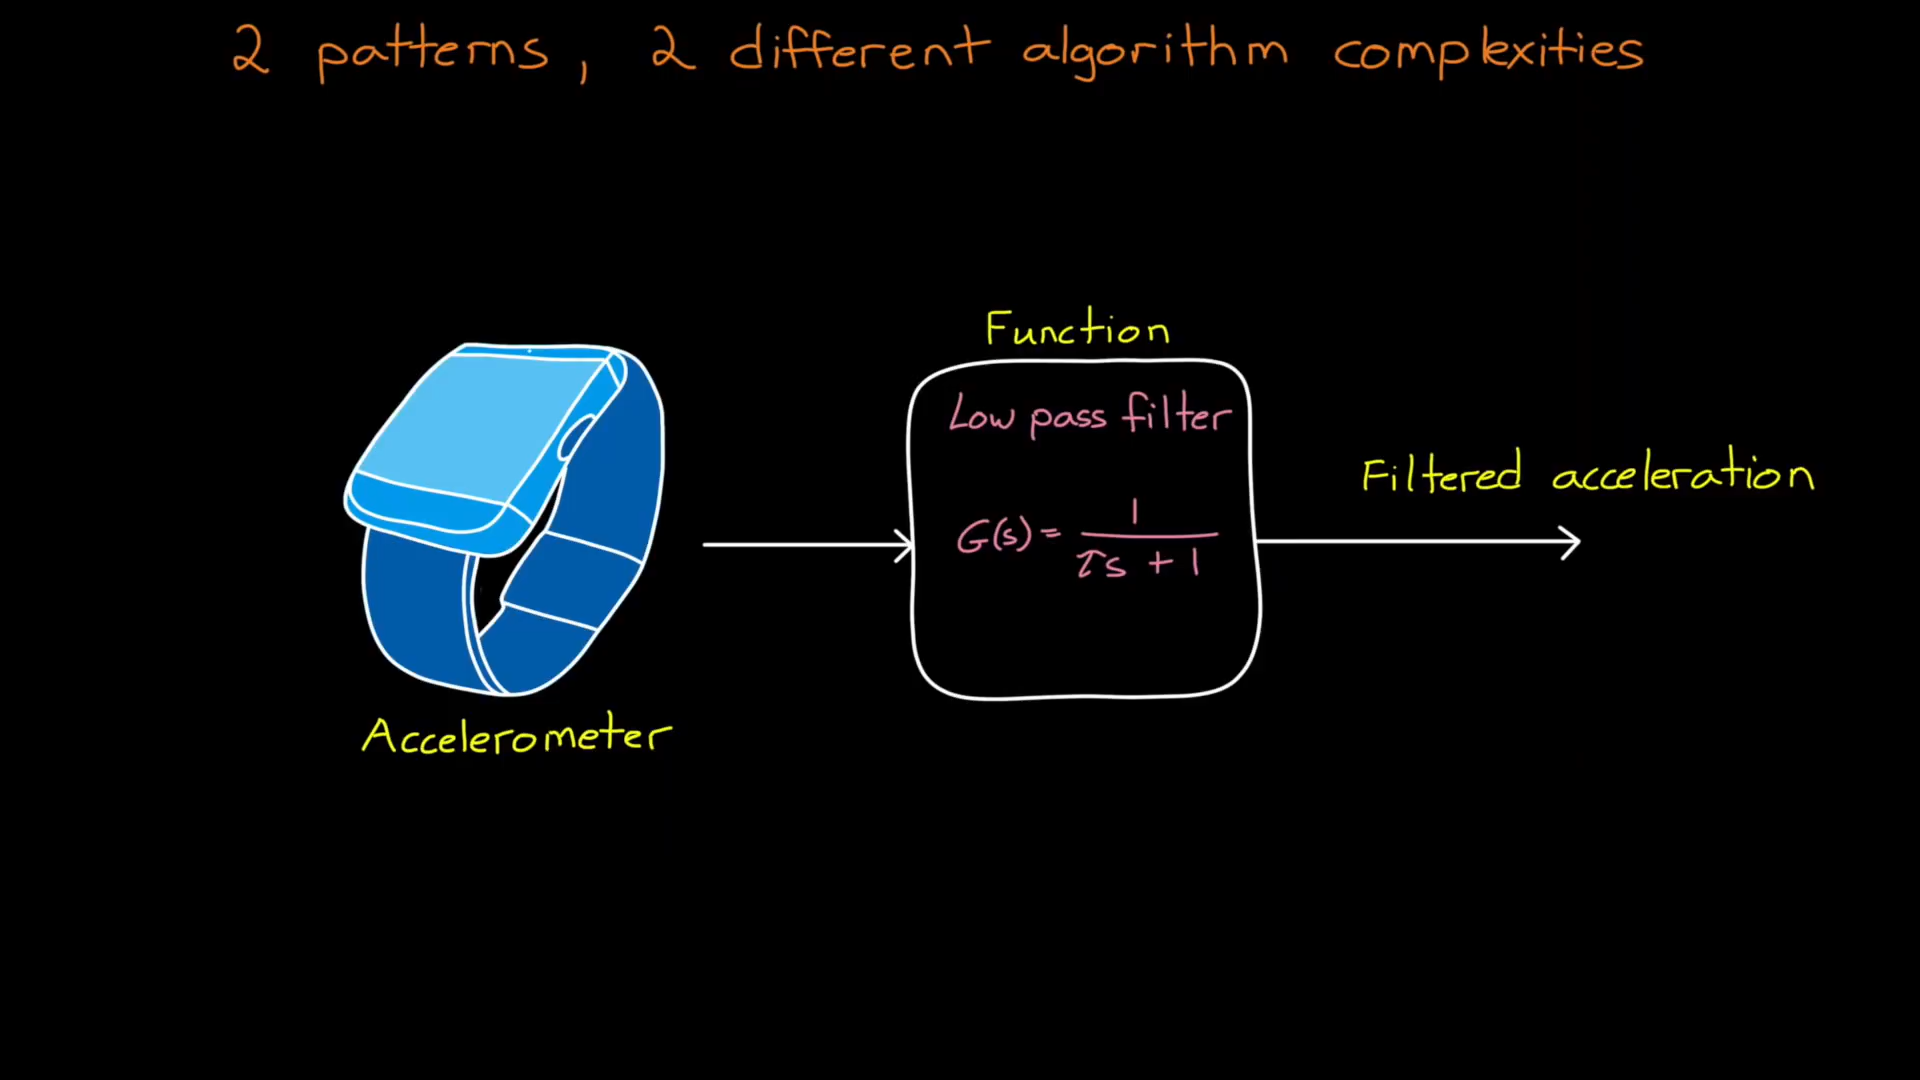 2 patterns, 2 different algorithm complexities
Function
Low pass filter
G(s) = 1 / (τs + 1)
Filtered acceleration
Accelerometer